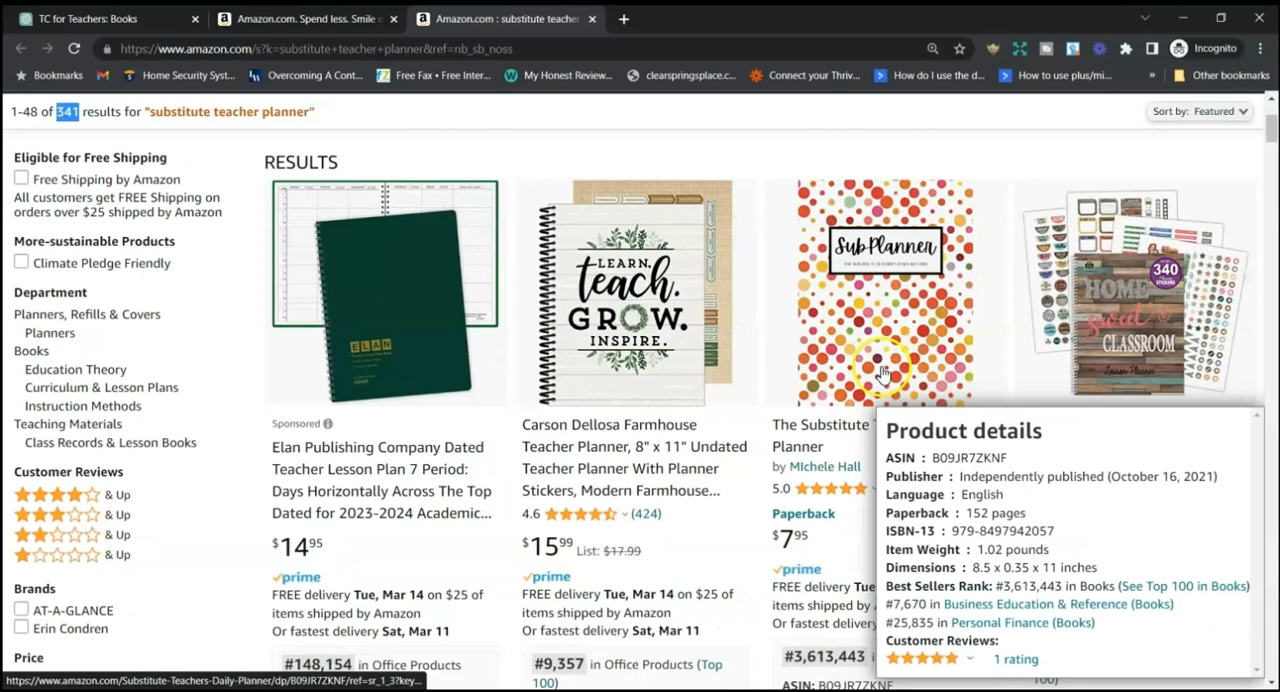 TC for Teachers: Books
Amazon.com. Spend less. Smile
Amazon.com : substitute teacher
https://www.amazon.com/s?k=substitute+teacher+planner&ref=nb_sb_noss
Incognito
Bookmarks
Home Security Syst...
Overcoming A Cont...
Free Fax • Free Inter...
My Honest Review...
clearspringsplace.c...
Connect your Thriv...
How do I use the d...
How to use plus/mi...
»
Other bookmarks
1-48 of 341 results for "substitute teacher planner"
Sort by: Featured
Eligible for Free Shipping
Free Shipping by Amazon
All customers get FREE Shipping on
orders over $25 shipped by Amazon
More-sustainable Products
Climate Pledge Friendly
Department
Planners, Refills & Covers
Planners
Books
Education Theory
Curriculum & Lesson Plans
Instruction Methods
Teaching Materials
Class Records & Lesson Books
Customer Reviews
& Up
& Up
& Up
& Up
Brands
AT-A-GLANCE
Erin Condren
Price
RESULTS
ELAN
Sponsored
Elan Publishing Company Dated
Teacher Lesson Plan 7 Period:
Days Horizontally Across The Top
Dated for 2023-2024 Academic...
$14.95
prime
FREE delivery Tue, Mar 14 on $25 of
items shipped by Amazon
Or fastest delivery Sat, Mar 11
#148,154 in Office Products
LEARN.
teach.
GROW.
INSPIRE.
Carson Dellosa Farmhouse
Teacher Planner, 8" x 11" Undated
Teacher Planner With Planner
Stickers, Modern Farmhouse...
4.6 (424)
$15.99 List: $17.99
prime
FREE delivery Tue, Mar 14 on $25 of
items shipped by Amazon
Or fastest delivery Sat, Mar 11
#9,357 in Office Products (Top
100)
SubPlanner
The Substitute
Planner
by MIchele Hall
5.0
Paperback
$7.95
prime
FREE delivery Tue,
items shipped by A
Or fastest delivery
#3,613,443 in
ASIN: B09JR7ZKNF
340
HOME
sweet
CLASSROOM
Lesson Planner
Product details
ASIN : B09JR7ZKNF
Publisher : Independently published (October 16, 2021)
Language : English
Paperback : 152 pages
ISBN-13 : 979-8497942057
Item Weight : 1.02 pounds
Dimensions : 8.5 x 0.35 x 11 inches
Best Sellers Rank: #3,613,443 in Books (See Top 100 in Books)
#7,670 in Business Education & Reference (Books)
#25,835 in Personal Finance (Books)
Customer Reviews:
1 rating
100)
https://www.amazon.com/Substitute-Teachers-Daily-Planner/dp/B09JR7ZKNF/ref=sr_1_3?key...